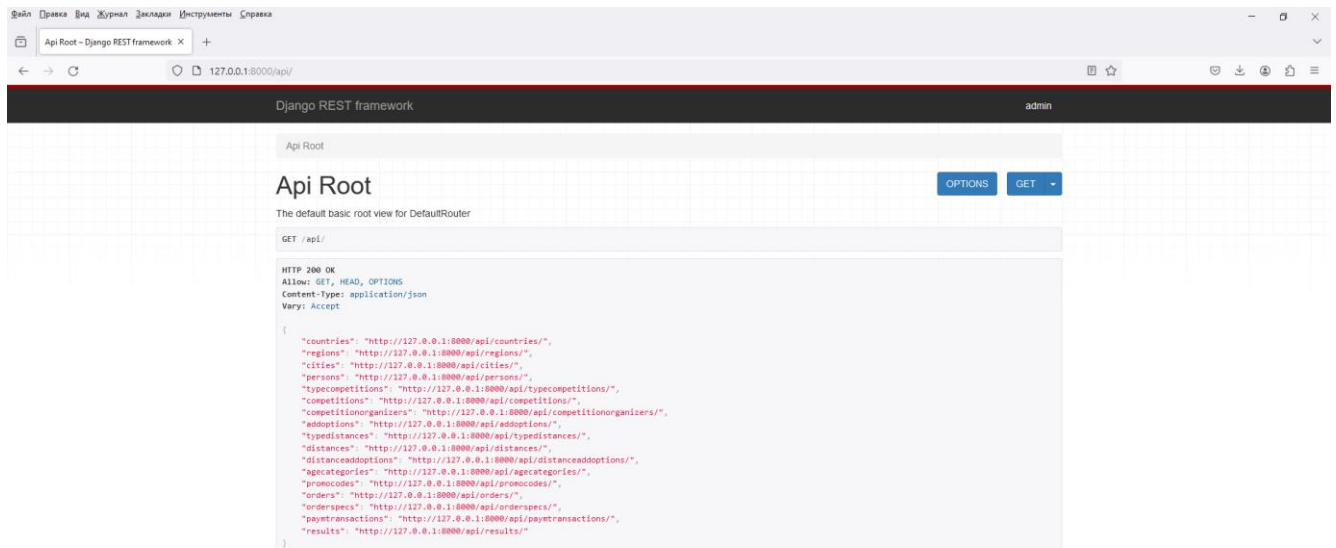 Файл Правка Вид Журнал Закладки Инструменты Справка
Api Root – Django REST framework
127.0.0.1:8000/api/
Django REST framework admin
Api Root
Api Root OPTIONS GET
The default basic root view for DefaultRouter
GET /api/
HTTP 200 OK
Allow: GET, HEAD, OPTIONS
Content-Type: application/json
Vary: Accept
{
"countries": "http://127.0.0.1:8000/api/countries/",
"regions": "http://127.0.0.1:8000/api/regions/",
"cities": "http://127.0.0.1:8000/api/cities/",
"persons": "http://127.0.0.1:8000/api/persons/",
"typecompetitions": "http://127.0.0.1:8000/api/typecompetitions/",
"competitions": "http://127.0.0.1:8000/api/competitions/",
"competitionorganizers": "http://127.0.0.1:8000/api/competitionorganizers/",
"addoptions": "http://127.0.0.1:8000/api/addoptions/",
"typedistances": "http://127.0.0.1:8000/api/typedistances/",
"distances": "http://127.0.0.1:8000/api/distances/",
"distanceaddoptions": "http://127.0.0.1:8000/api/distanceaddoptions/",
"agecategories": "http://127.0.0.1:8000/api/agecategories/",
"promocodes": "http://127.0.0.1:8000/api/promocodes/",
"orders": "http://127.0.0.1:8000/api/orders/",
"orderspecs": "http://127.0.0.1:8000/api/orderspecs/",
"paymtransactions": "http://127.0.0.1:8000/api/paymtransactions/",
"results": "http://127.0.0.1:8000/api/results/"
}